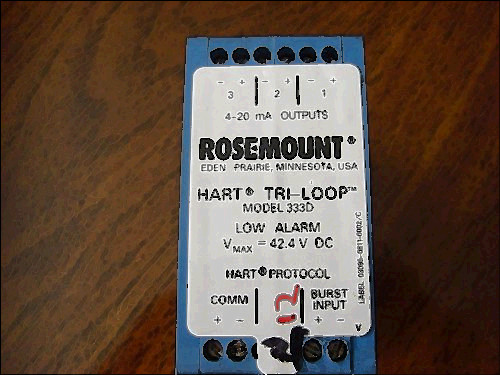 - + - + - +
3 2 1
4-20 mA OUTPUTS
ROSEMOUNT®
EDEN PRAIRIE, MINNESOTA, USA
HART® TRI-LOOP™
MODEL 333D
LOW ALARM
VMAX = 42.4 V DC
HART® PROTOCOL
COMM BURST
INPUT
+ - + -
12
V